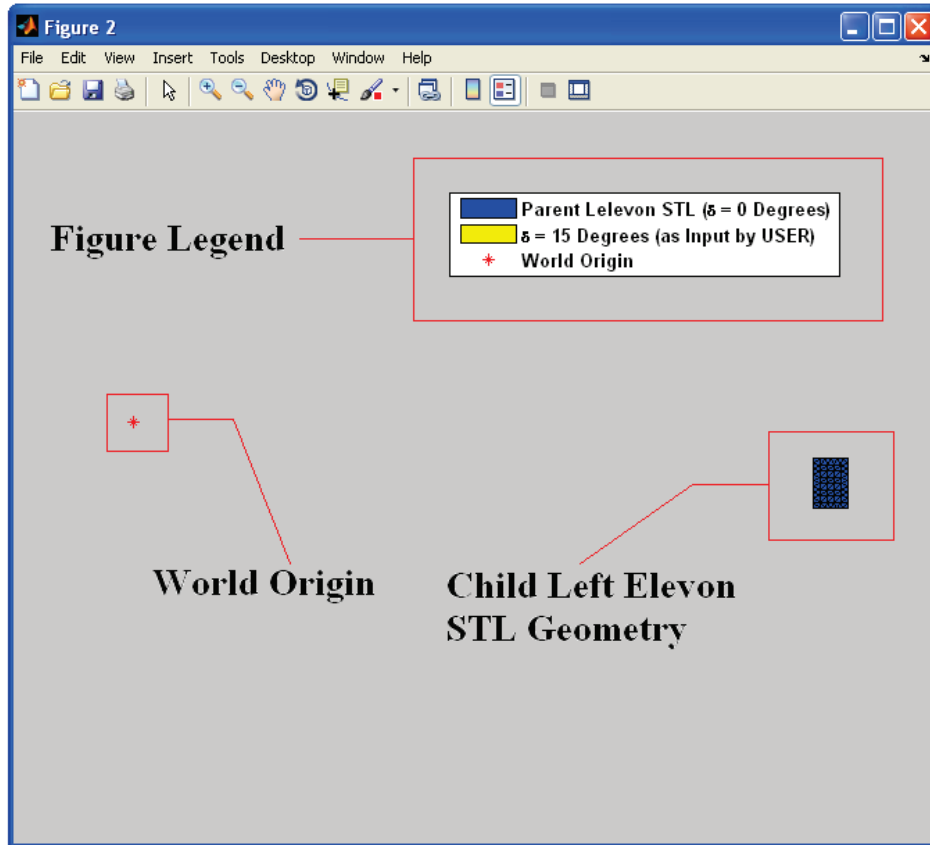 Figure 2
File Edit View Insert Tools Desktop Window Help
Figure Legend
Parent Lelevon STL (δ = 0 Degrees)
δ = 15 Degrees (as Input by USER)
World Origin
World Origin
Child Left Elevon
STL Geometry